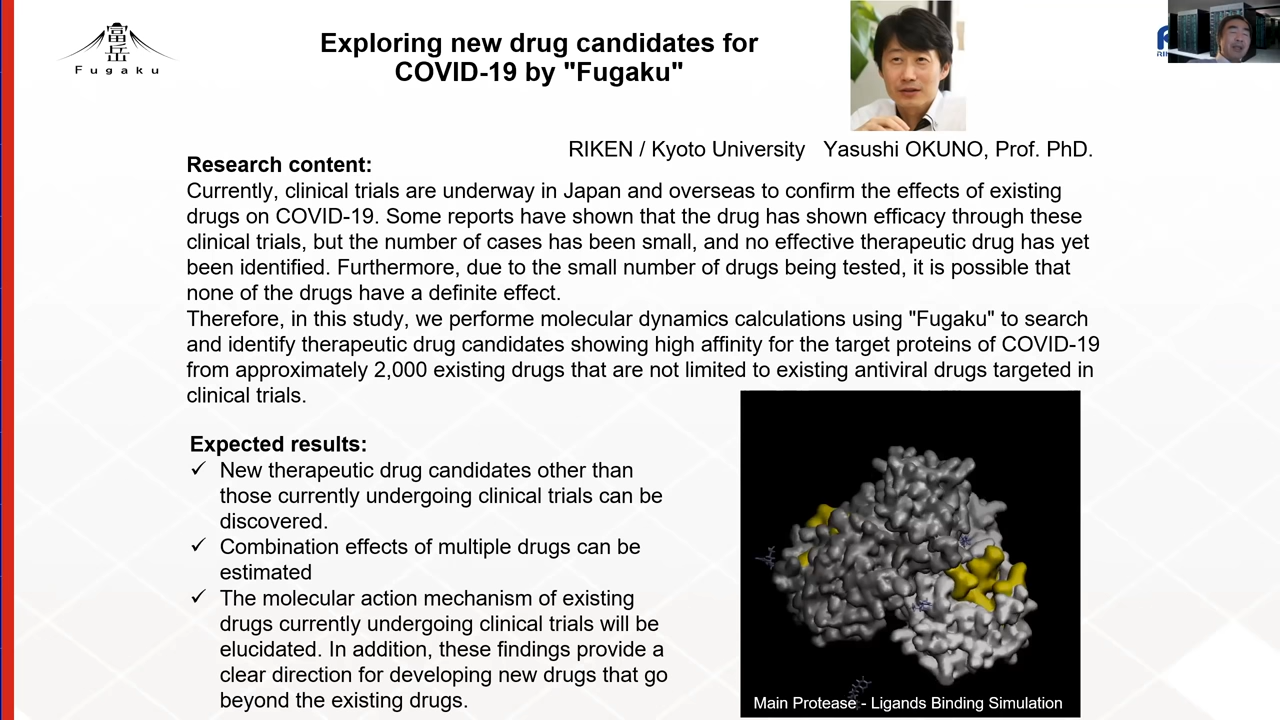 富
岳
Fugaku
Exploring new drug candidates for
COVID-19 by "Fugaku"
RIKEN / Kyoto University Yasushi OKUNO, Prof. PhD.
Research content:
Currently, clinical trials are underway in Japan and overseas to confirm the effects of existing
drugs on COVID-19. Some reports have shown that the drug has shown efficacy through these
clinical trials, but the number of cases has been small, and no effective therapeutic drug has yet
been identified. Furthermore, due to the small number of drugs being tested, it is possible that
none of the drugs have a definite effect.
Therefore, in this study, we performe molecular dynamics calculations using "Fugaku" to search
and identify therapeutic drug candidates showing high affinity for the target proteins of COVID-19
from approximately 2,000 existing drugs that are not limited to existing antiviral drugs targeted in
clinical trials.
Expected results:
✓ New therapeutic drug candidates other than
those currently undergoing clinical trials can be
discovered.
✓ Combination effects of multiple drugs can be
estimated
✓ The molecular action mechanism of existing
drugs currently undergoing clinical trials will be
elucidated. In addition, these findings provide a
clear direction for developing new drugs that go
beyond the existing drugs.
Main Protease - Ligands Binding Simulation